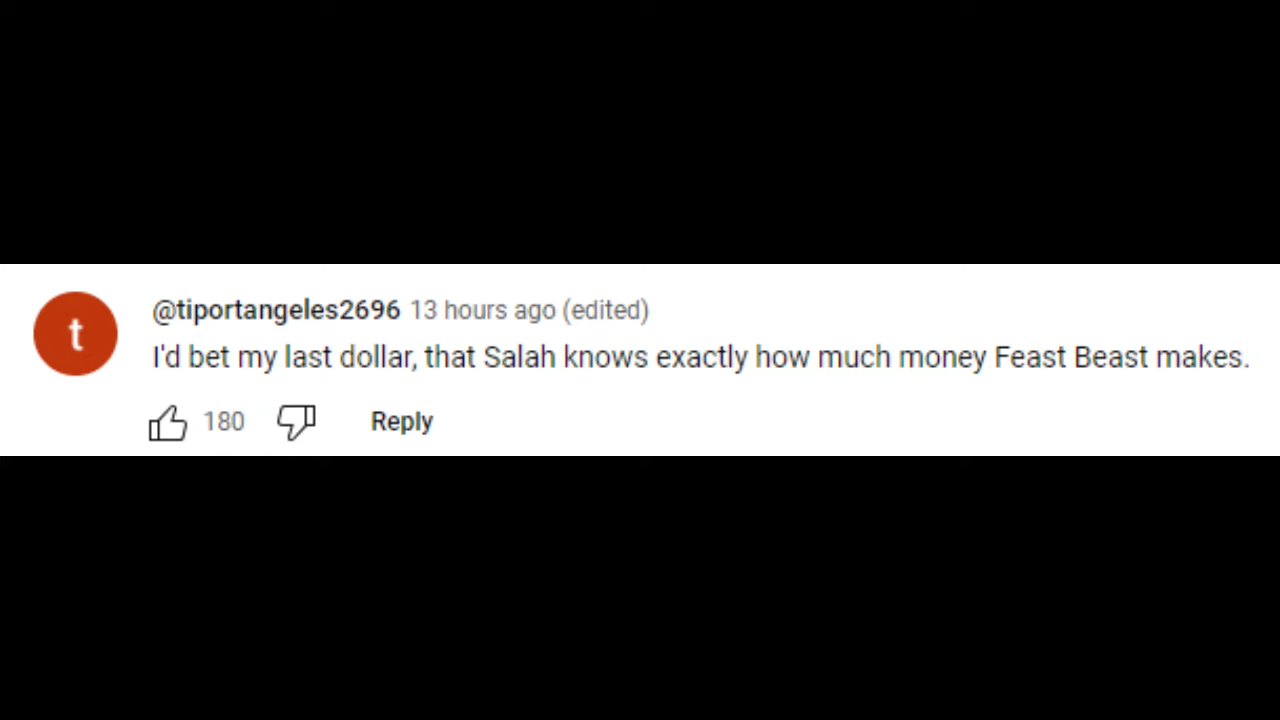 t
@tiportangeles2696 13 hours ago (edited)
I'd bet my last dollar, that Salah knows exactly how much money Feast Beast makes.
180 Reply